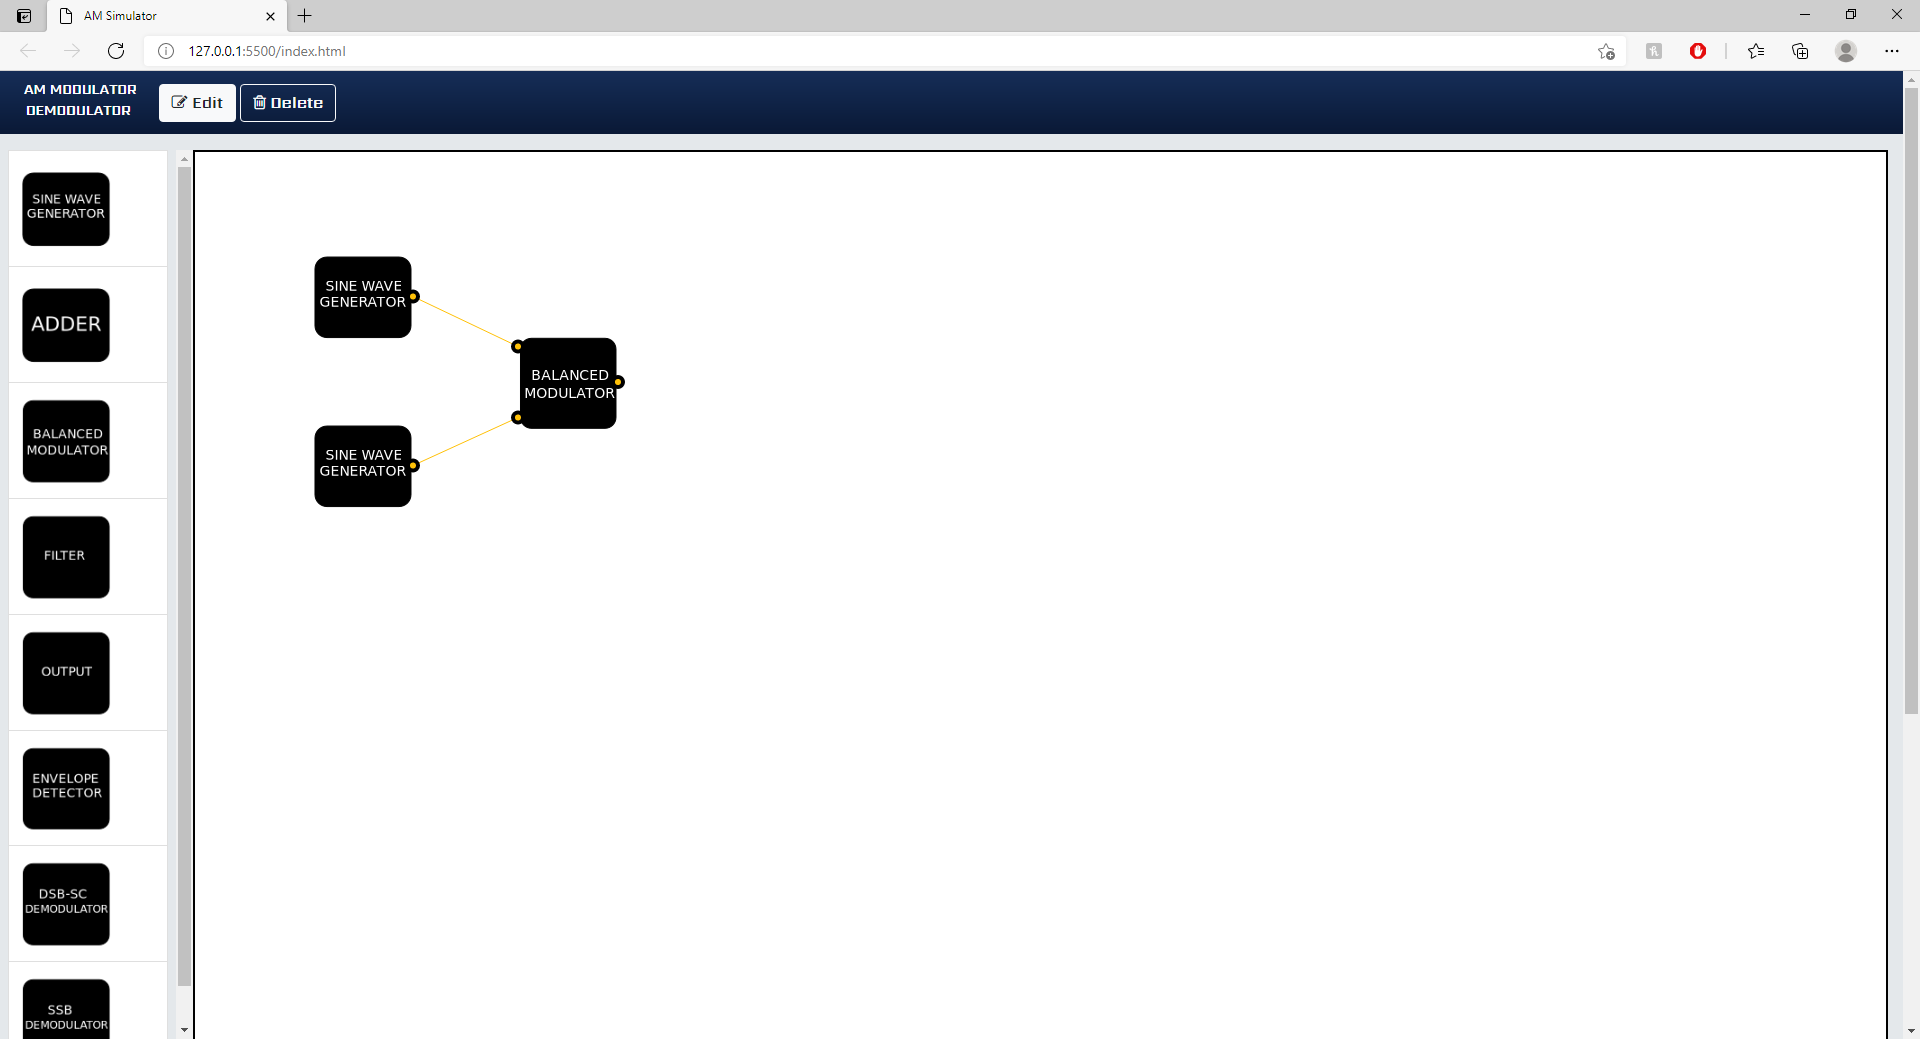 AM Simulator
127.0.0.1:5500/index.html
AM MODULATOR
DEMODULATOR
Edit
Delete
SINE WAVE
GENERATOR
ADDER
BALANCED
MODULATOR
FILTER
OUTPUT
ENVELOPE
DETECTOR
DSB-SC
DEMODULATOR
SSB
DEMODULATOR
SINE WAVE
GENERATOR
BALANCED
MODULATOR
SINE WAVE
GENERATOR